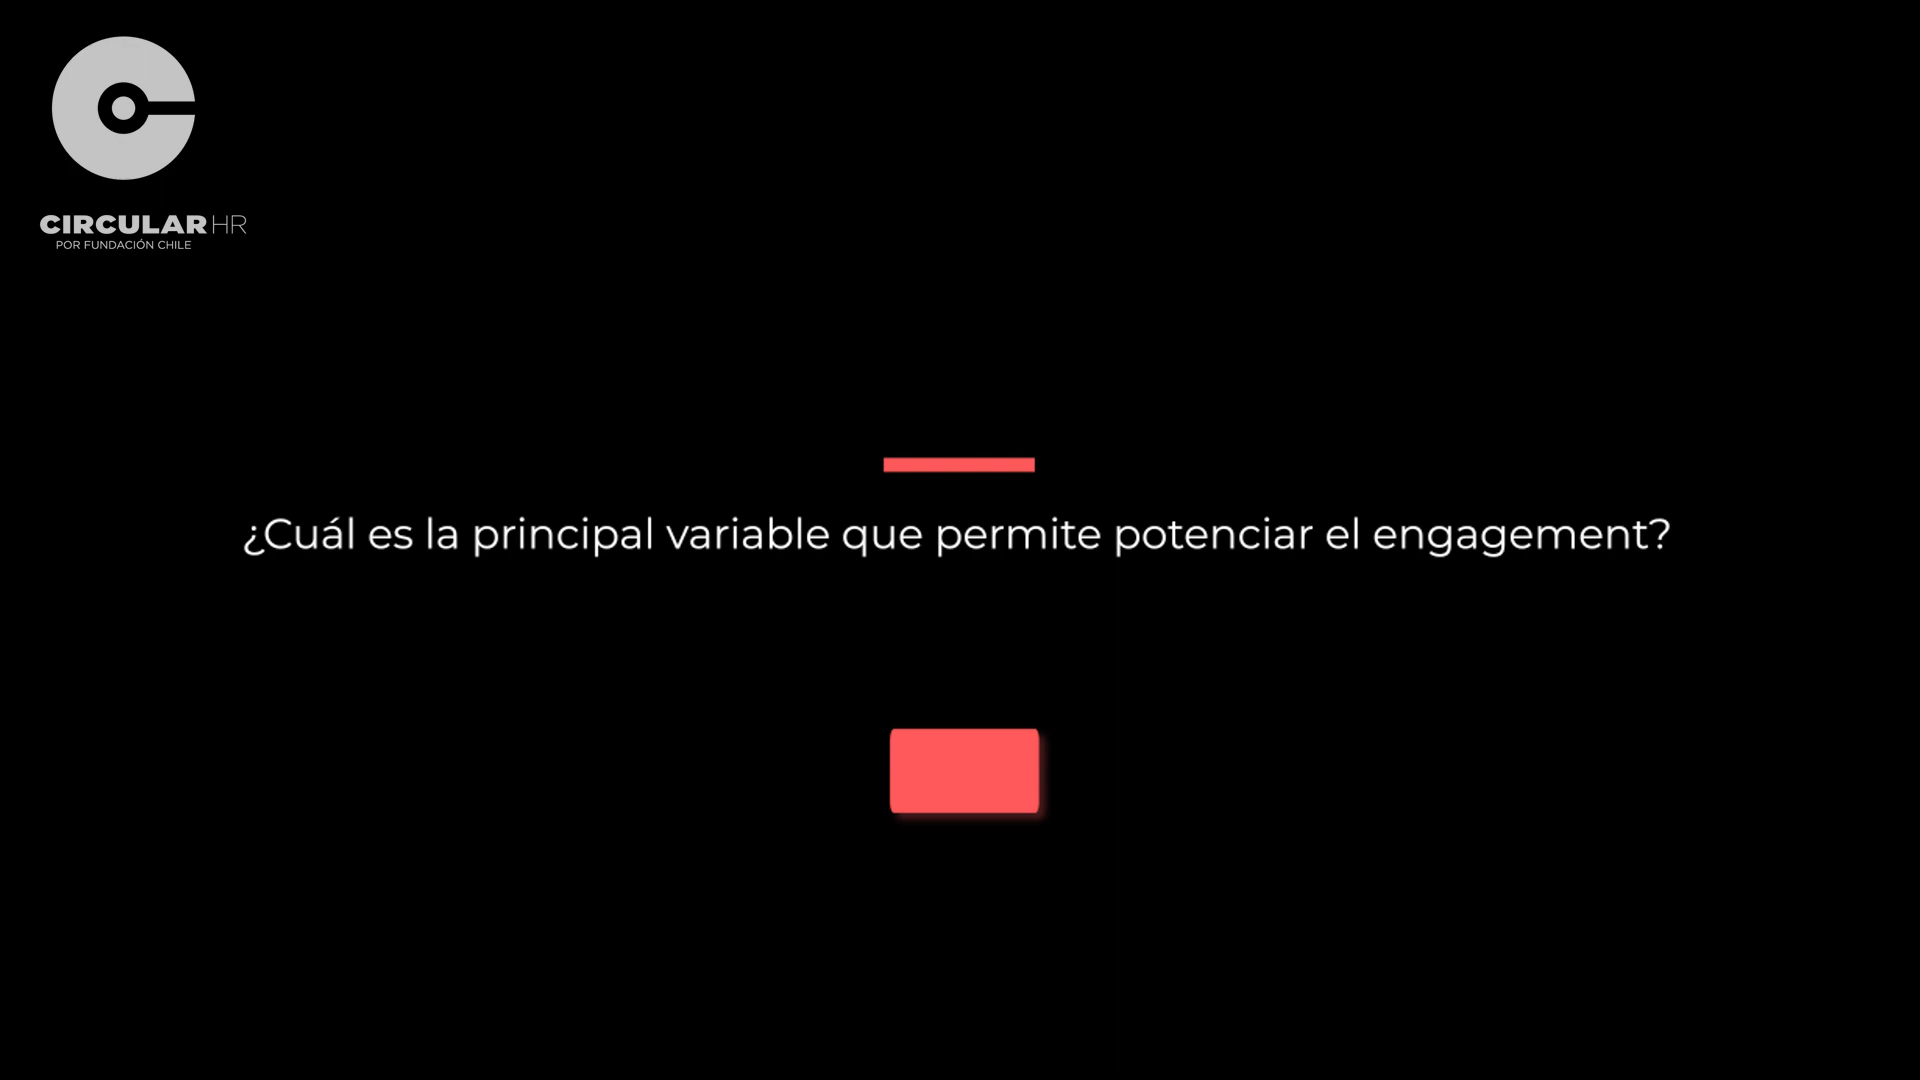 CIRCULAR HR
POR FUNDACIÓN CHILE
¿Cuál es la principal variable que permite potenciar el engagement?